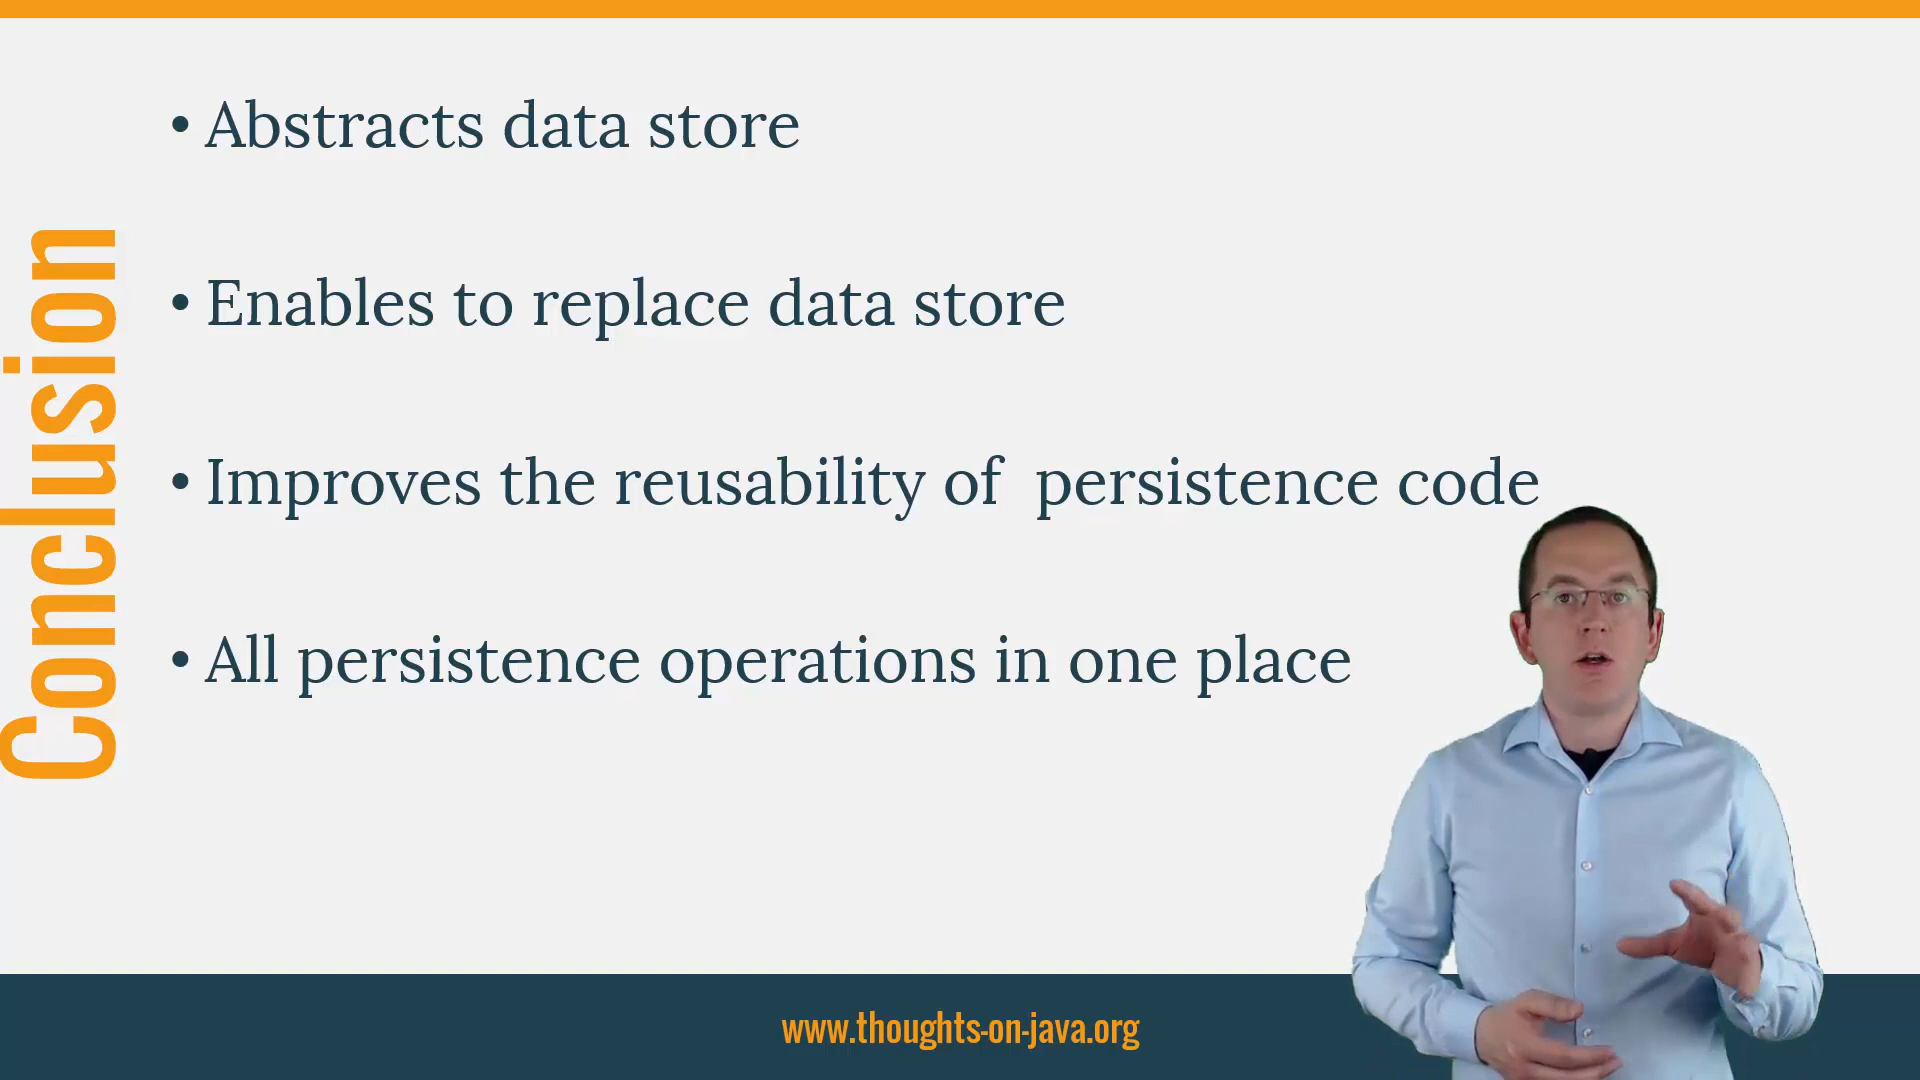 Conclusion
• Abstracts data store
• Enables to replace data store
• Improves the reusability of  persistence code
• All persistence operations in one place
www.thoughts-on-java.org